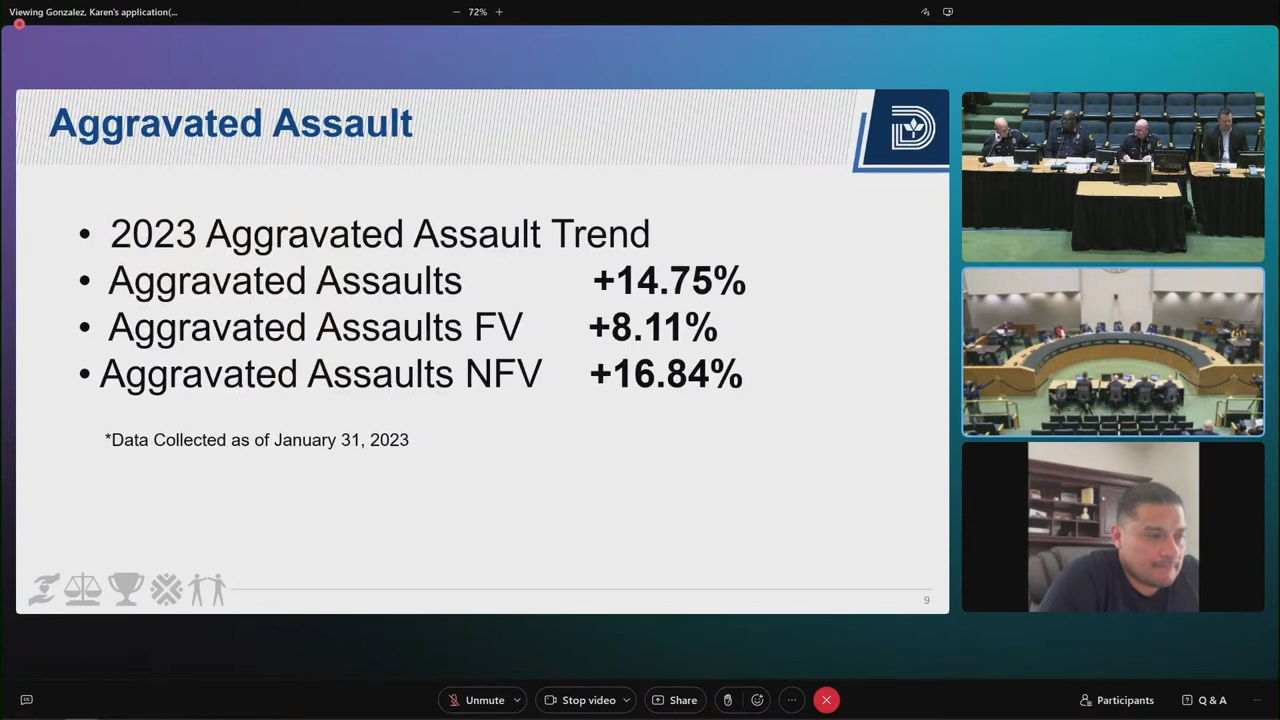 Viewing Gonzalez, Karen's application(...
72%
Aggravated Assault
• 2023 Aggravated Assault Trend
• Aggravated Assaults +14.75%
• Aggravated Assaults FV +8.11%
• Aggravated Assaults NFV +16.84%
*Data Collected as of January 31, 2023
9
Unmute
Stop video
Share
Participants
Q & A